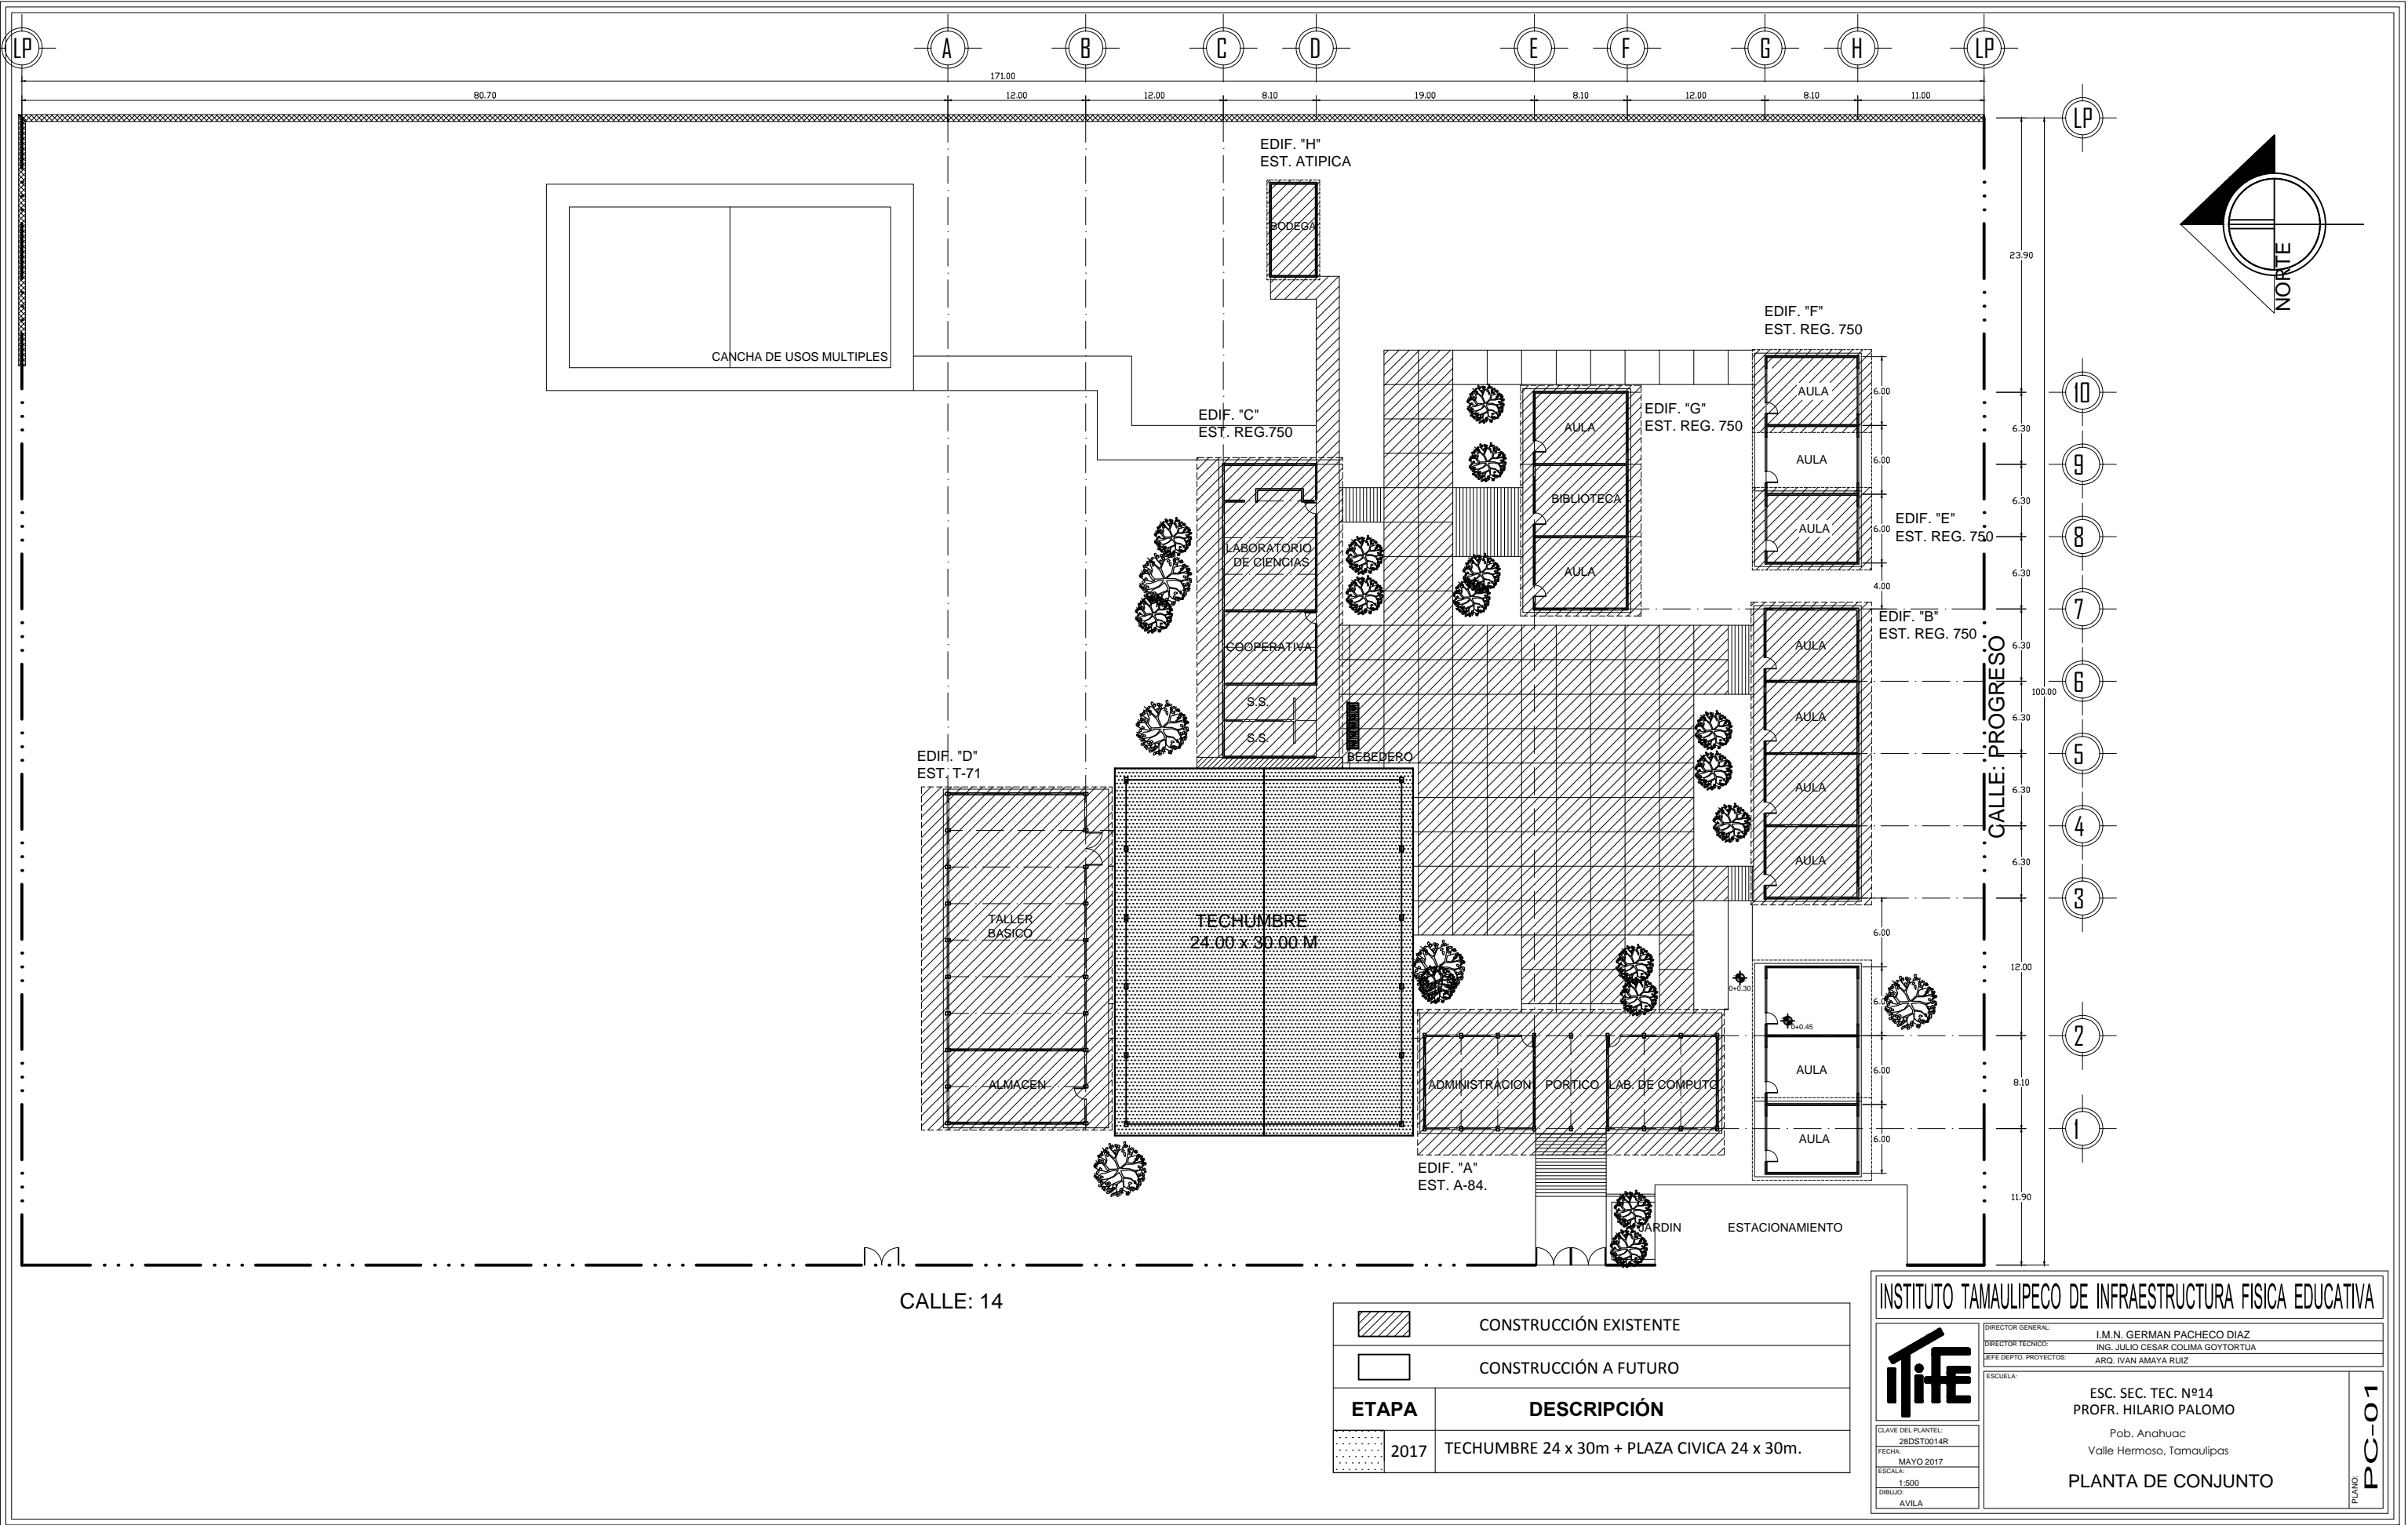 LP
A
B
C
D
E
F
G
H
LP
171.00
80.70
12.00
12.00
8.10
19.00
8.10
12.00
8.10
11.00
LP
EDIF. "H"
EST. ATIPICA
BODEGA
23.90
NORTE
EDIF. "F"
EST. REG. 750
CANCHA DE USOS MULTIPLES
AULA
6.00
10
EDIF. "C"
EST. REG.750
EDIF. "G"
EST. REG. 750
AULA
6.30
AULA
6.00
9
BIBLIOTECA
6.30
EDIF. "E"
EST. REG. 750
AULA
6.00
8
LABORATORIO
DE CIENCIAS
AULA
6.30
4.00
7
EDIF. "B"
EST. REG. 750
COOPERATIVA
AULA
6.30
6
CALLE: PROGRESO
100.00
S.S.
S.S.
AULA
6.30
BEBEDERO
5
EDIF. "D"
EST. T-71
AULA
6.30
4
AULA
6.30
3
TALLER
BASICO
TECHUMBRE
24.00 x 30.00 M
6.00
12.00
0+0.30
6.00
0+0.45
2
ALMACEN
ADMINISTRACION
PORTICO
LAB. DE COMPUTO
AULA
6.00
8.10
1
AULA
6.00
EDIF. "A"
EST. A-84.
11.90
JARDIN
ESTACIONAMIENTO
CALLE: 14
CONSTRUCCIÓN EXISTENTE
CONSTRUCCIÓN A FUTURO
ETAPA
DESCRIPCIÓN
2017
TECHUMBRE 24 x 30m + PLAZA CIVICA 24 x 30m.
INSTITUTO TAMAULIPECO DE INFRAESTRUCTURA FISICA EDUCATIVA
ITIFE
DIRECTOR GENERAL:
I.M.N. GERMAN PACHECO DIAZ
DIRECTOR TECNICO:
ING. JULIO CESAR COLIMA GOYTORTUA
JEFE DEPTO. PROYECTOS:
ARQ. IVAN AMAYA RUIZ
ESCUELA:
ESC. SEC. TEC. Nº14
PROFR. HILARIO PALOMO
Pob. Anahuac
Valle Hermoso, Tamaulipas
PLANTA DE CONJUNTO
CLAVE DEL PLANTEL:
28DST0014R
FECHA:
MAYO 2017
ESCALA:
1:500
DIBUJO:
AVILA
PLANO:
PC-01